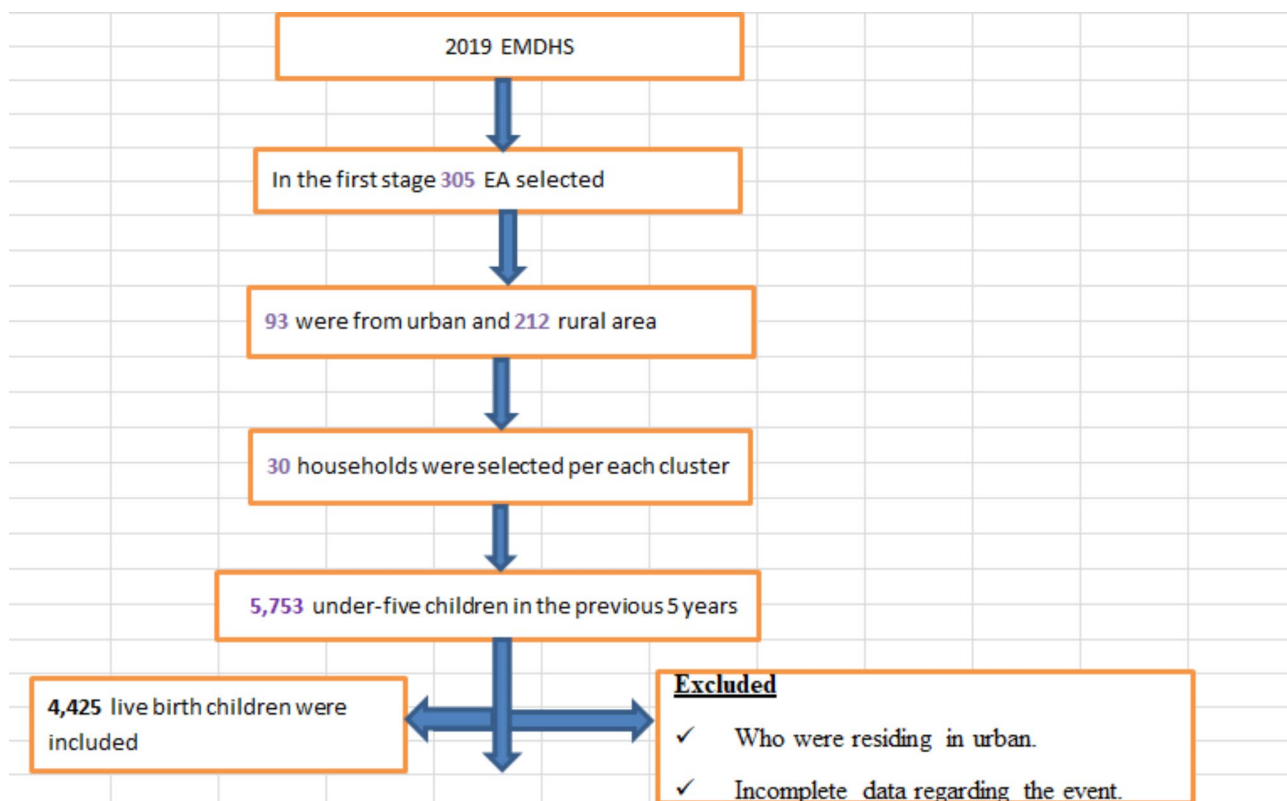 2019 EMDHS
In the first stage 305 EA selected
93 were from urban and 212 rural area
30 households were selected per each cluster
5,753 under-five children in the previous 5 years
4,425 live birth children were
included
Excluded
✓ Who were residing in urban.
✓ Incomplete data regarding the event.